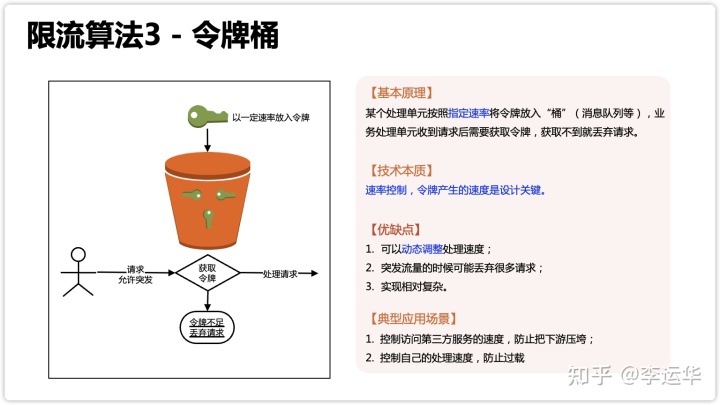 限流算法3 - 令牌桶
以一定速率放入令牌
请求
允许突发
获取
令牌
处理请求
令牌不足
丢弃请求
【基本原理】
某个处理单元按照指定速率将令牌放入“桶”（消息队列等），业
务处理单元收到请求后需要获取令牌，获取不到就丢弃请求。
【技术本质】
速率控制，令牌产生的速度是设计关键。
【优缺点】
1. 可以动态调整处理速度；
2. 突发流量的时候可能丢弃很多请求；
3. 实现相对复杂。
【典型应用场景】
1. 控制访问第三方服务的速度，防止把下游压垮；
2. 控制自己的处理速度，防止过载
知乎 @李运华